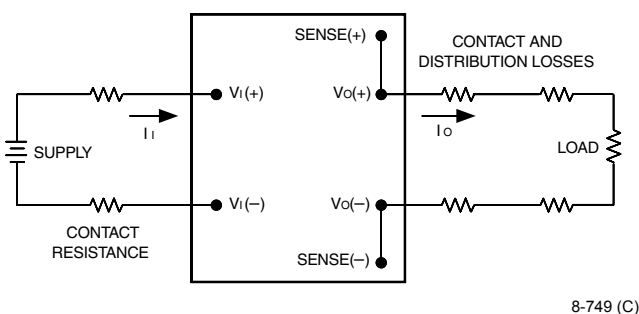 SENSE(+)
CONTACT AND
DISTRIBUTION LOSSES
VI(+)
VO(+)
II
IO
SUPPLY
LOAD
VI(–)
VO(–)
CONTACT
RESISTANCE
SENSE(–)
8-749 (C)